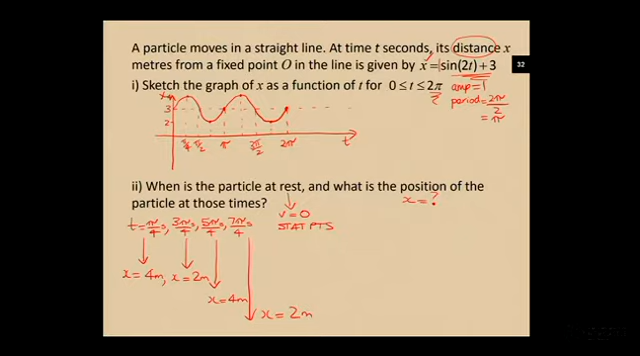 A particle moves in a straight line. At time t seconds, its distance x
metres from a fixed point O in the line is given by x = sin(2t) + 3
32
i) Sketch the graph of x as a function of t for 0 ≤ t ≤ 2π
amp = 1
period = 2π/2
= π
x
4
3
2
π/4 π/2 π 3π/2 2π t
ii) When is the particle at rest, and what is the position of the
particle at those times?
x = ?
v = 0
STAT PTS
t = π/4 s, 3π/4 s, 5π/4 s, 7π/4 s
x = 4m, x = 2m
x = 4m
x = 2m